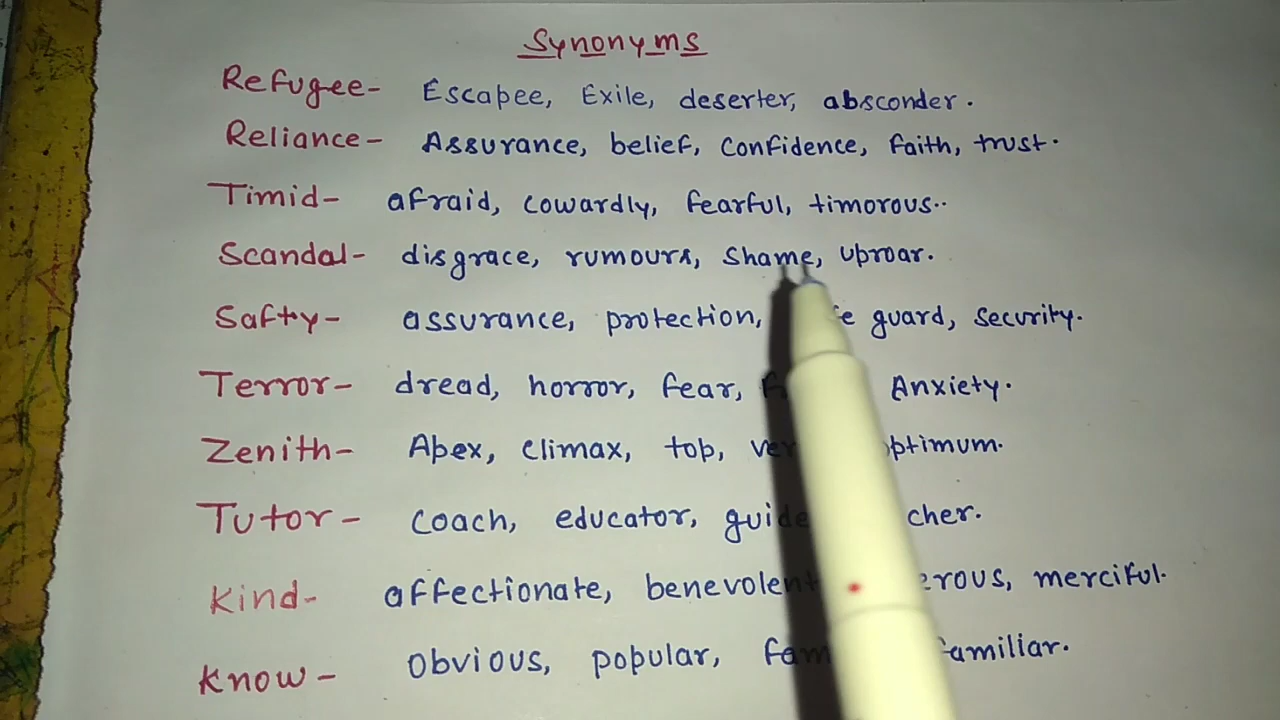 Synonyms
Refugee- Escapee, Exile, deserter, absconder.
Reliance- Assurance, belief, confidence, faith, trust.
Timid- afraid, cowardly, fearful, timorous..
Scandal- disgrace, rumours, shame, uproar.
Safty- assurance, protection, guard, security.
Terror- dread, horror, fear, Anxiety.
Zenith- Apex, climax, top, optimum.
Tutor- coach, educator, guide
Kind- affectionate, benevolent merciful.
Know- obvious, popular, familiar.